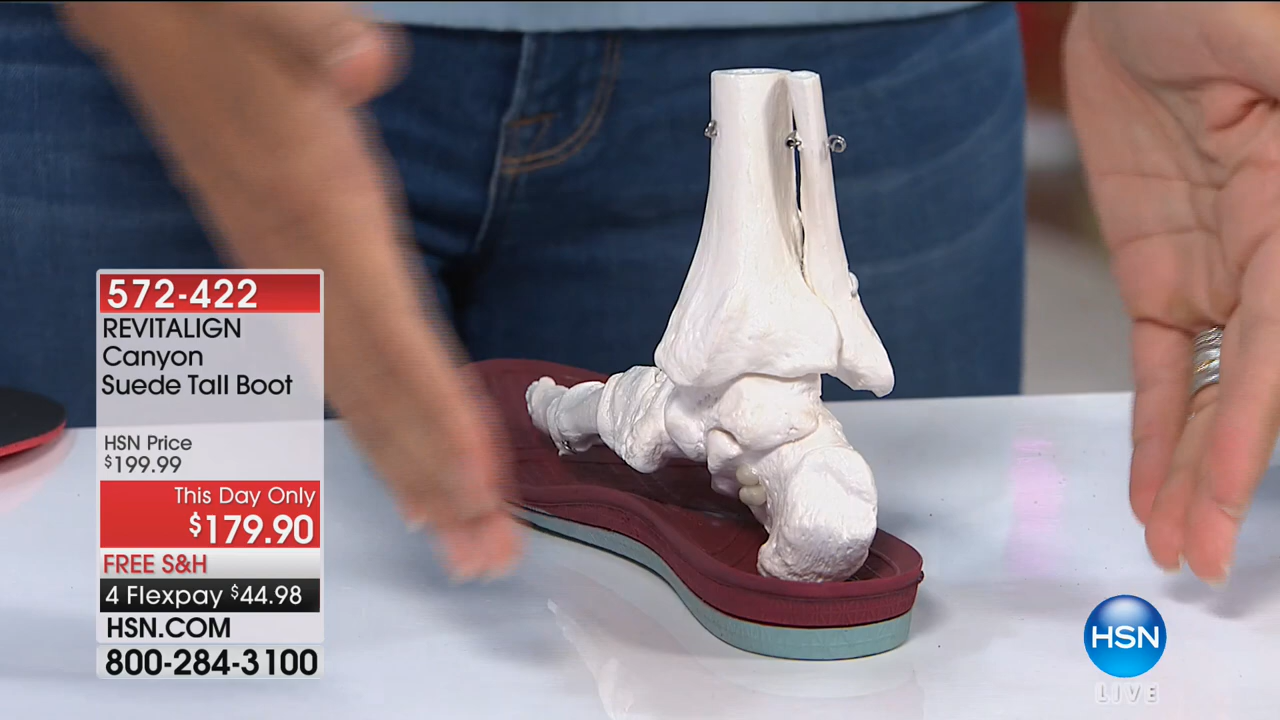 572-422
REVITALIGN
Canyon
Suede Tall Boot
HSN Price
$199.99
This Day Only
$179.90
FREE S&H
4 Flexpay $44.98
HSN.COM
800-284-3100
HSN
LIVE